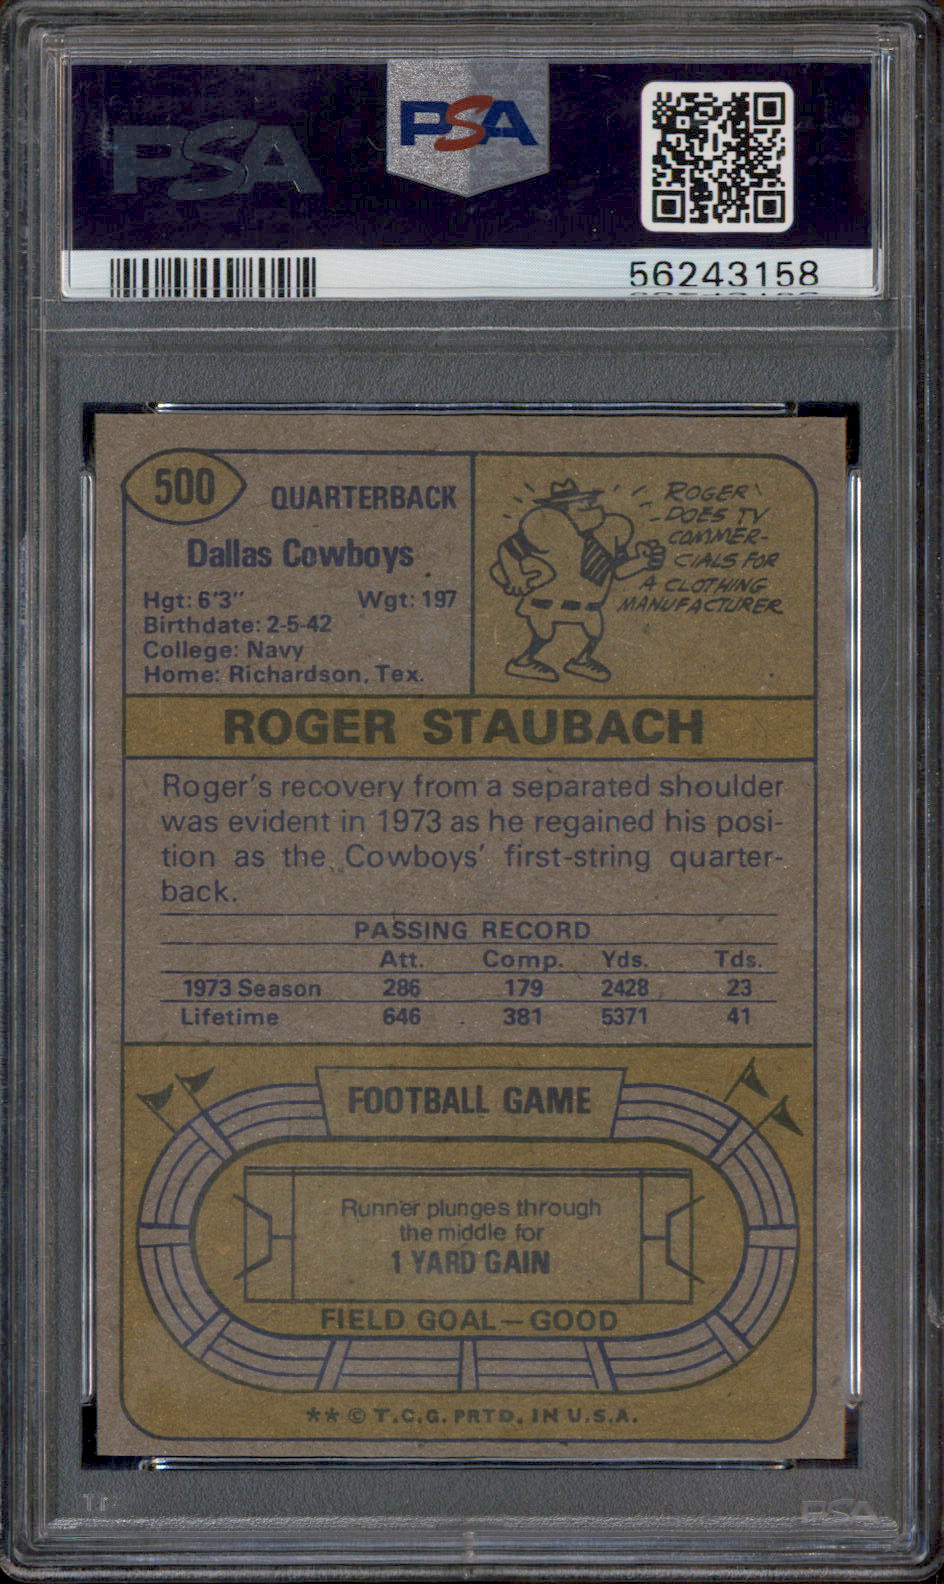 PSA
PSA
56243158
500
QUARTERBACK
Dallas Cowboys
Hgt: 6'3" Wgt: 197
Birthdate: 2-5-42
College: Navy
Home: Richardson, Tex.
ROGER
DOES TV
COMMER-
CIALS FOR
A CLOTHING
MANUFACTURER
ROGER STAUBACH
Roger's recovery from a separated shoulder
was evident in 1973 as he regained his posi-
tion as the Cowboys' first-string quarter-
back.
PASSING RECORD
Att. Comp. Yds. Tds.
1973 Season 286 179 2428 23
Lifetime 646 381 5371 41
FOOTBALL GAME
Runner plunges through
the middle for
1 YARD GAIN
FIELD GOAL—GOOD
** © T.C.G. PRTD. IN U.S.A.
PSA